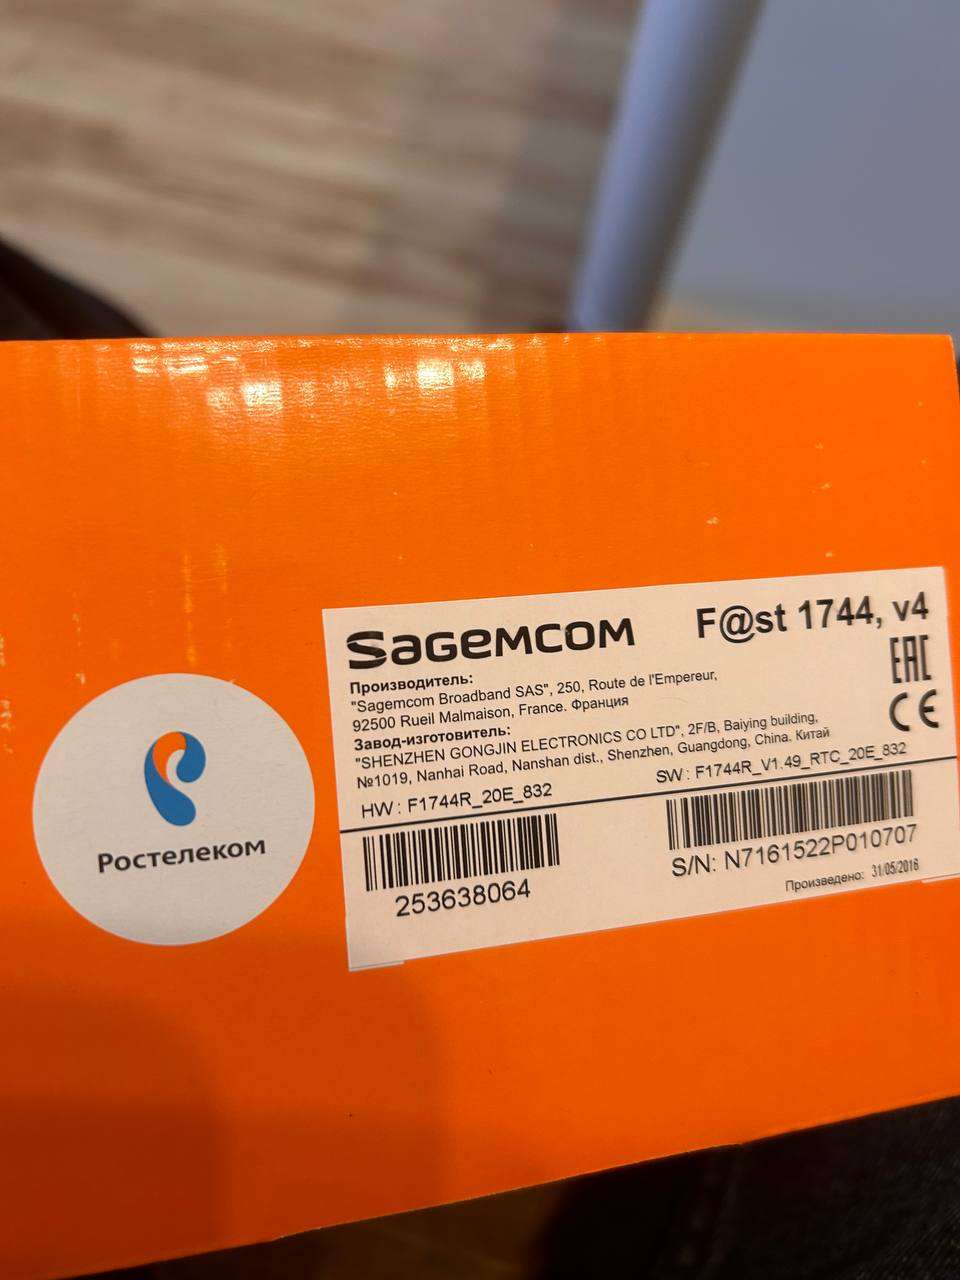 Ростелеком
SAGEMCOM
F@st 1744, v4
Производитель:
"Sagemcom Broadband SAS", 250, Route de l'Empereur,
92500 Rueil Malmaison, France. Франция
Завод-изготовитель:
"SHENZHEN GONGJIN ELECTRONICS CO LTD", 2F/B, Baiying building,
№1019, Nanhai Road, Nanshan dist., Shenzhen, Guangdong, China. Китай
EAC
CE
HW : F1744R_20E_832
SW : F1744R_V1.49_RTC_20E_832
253638064
S/N: N7161522P010707
Произведено: 31/05/2016